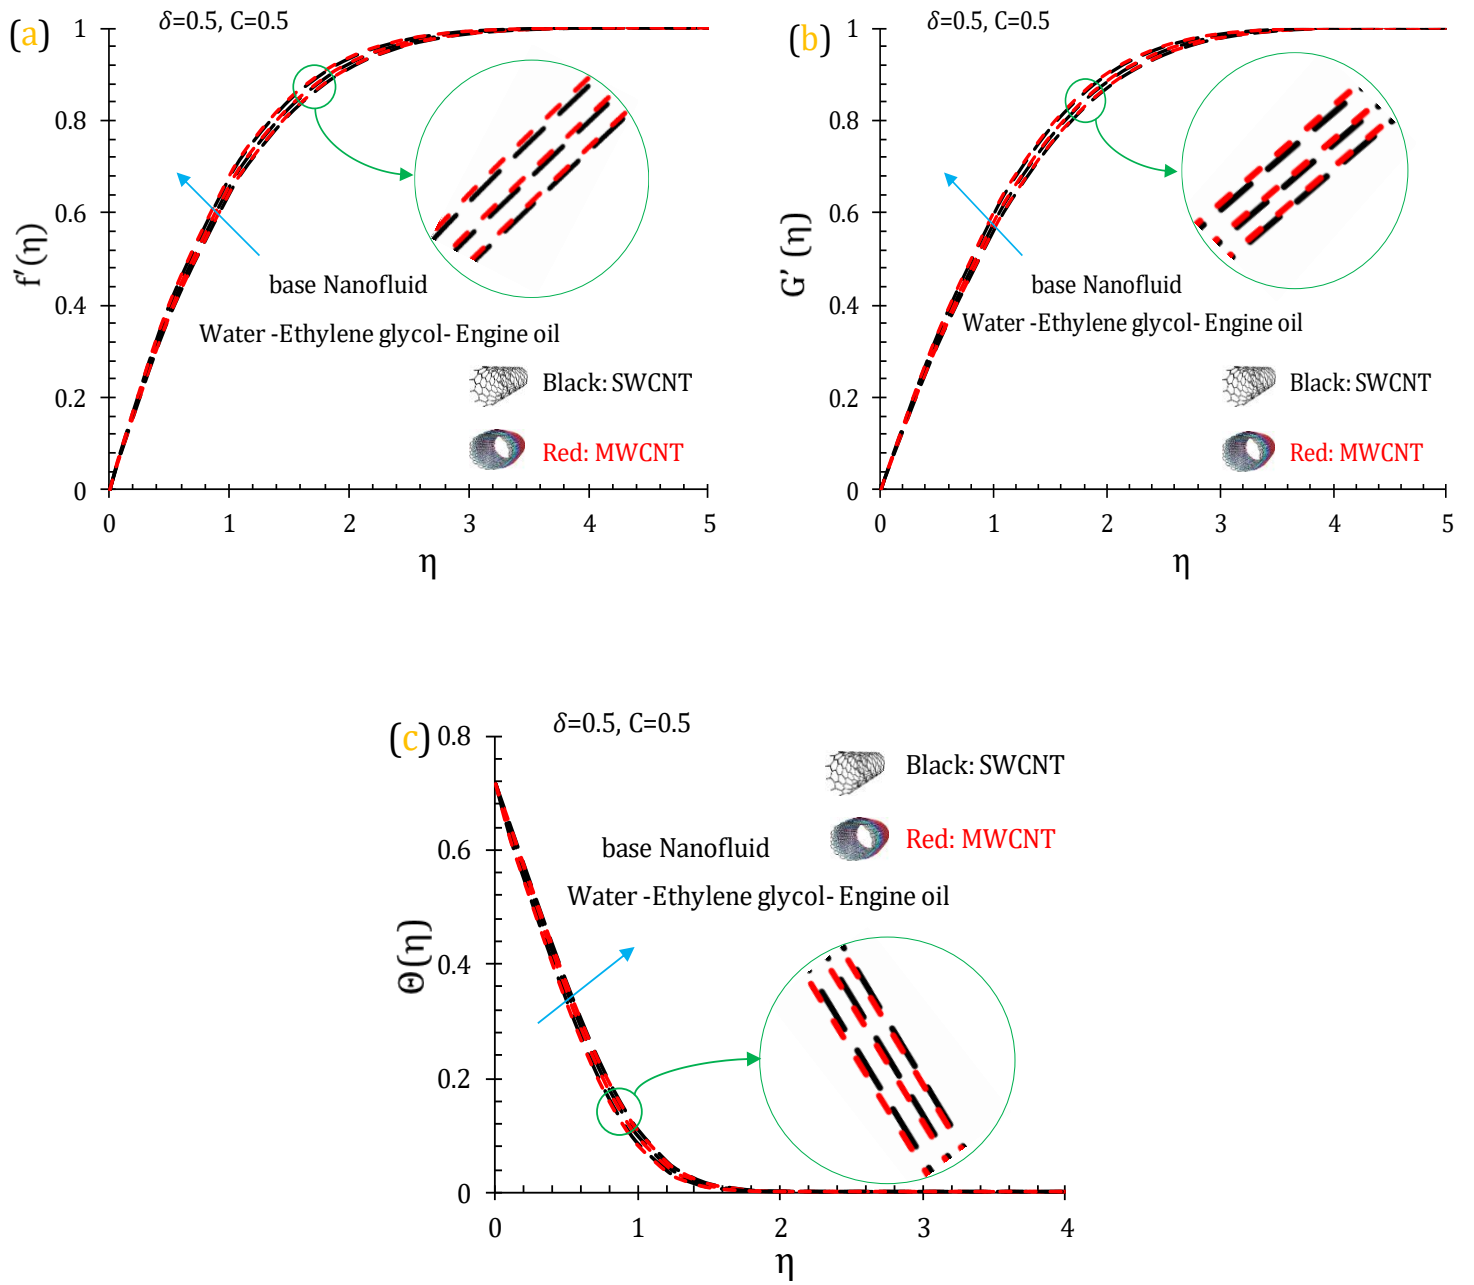 (a)
δ=0.5, C=0.5
1
0.8
0.6
0.4
0.2
0
f′(η)
base Nanofluid
Water -Ethylene glycol- Engine oil
Black: SWCNT
Red: MWCNT
0 1 2 3 4 5
η
(b)
δ=0.5, C=0.5
1
0.8
0.6
0.4
0.2
0
G′ (η)
base Nanofluid
Water -Ethylene glycol- Engine oil
Black: SWCNT
Red: MWCNT
0 1 2 3 4 5
η
(c)
δ=0.5, C=0.5
0.8
0.6
0.4
0.2
0
Θ(η)
Black: SWCNT
Red: MWCNT
base Nanofluid
Water -Ethylene glycol- Engine oil
0 1 2 3 4
η